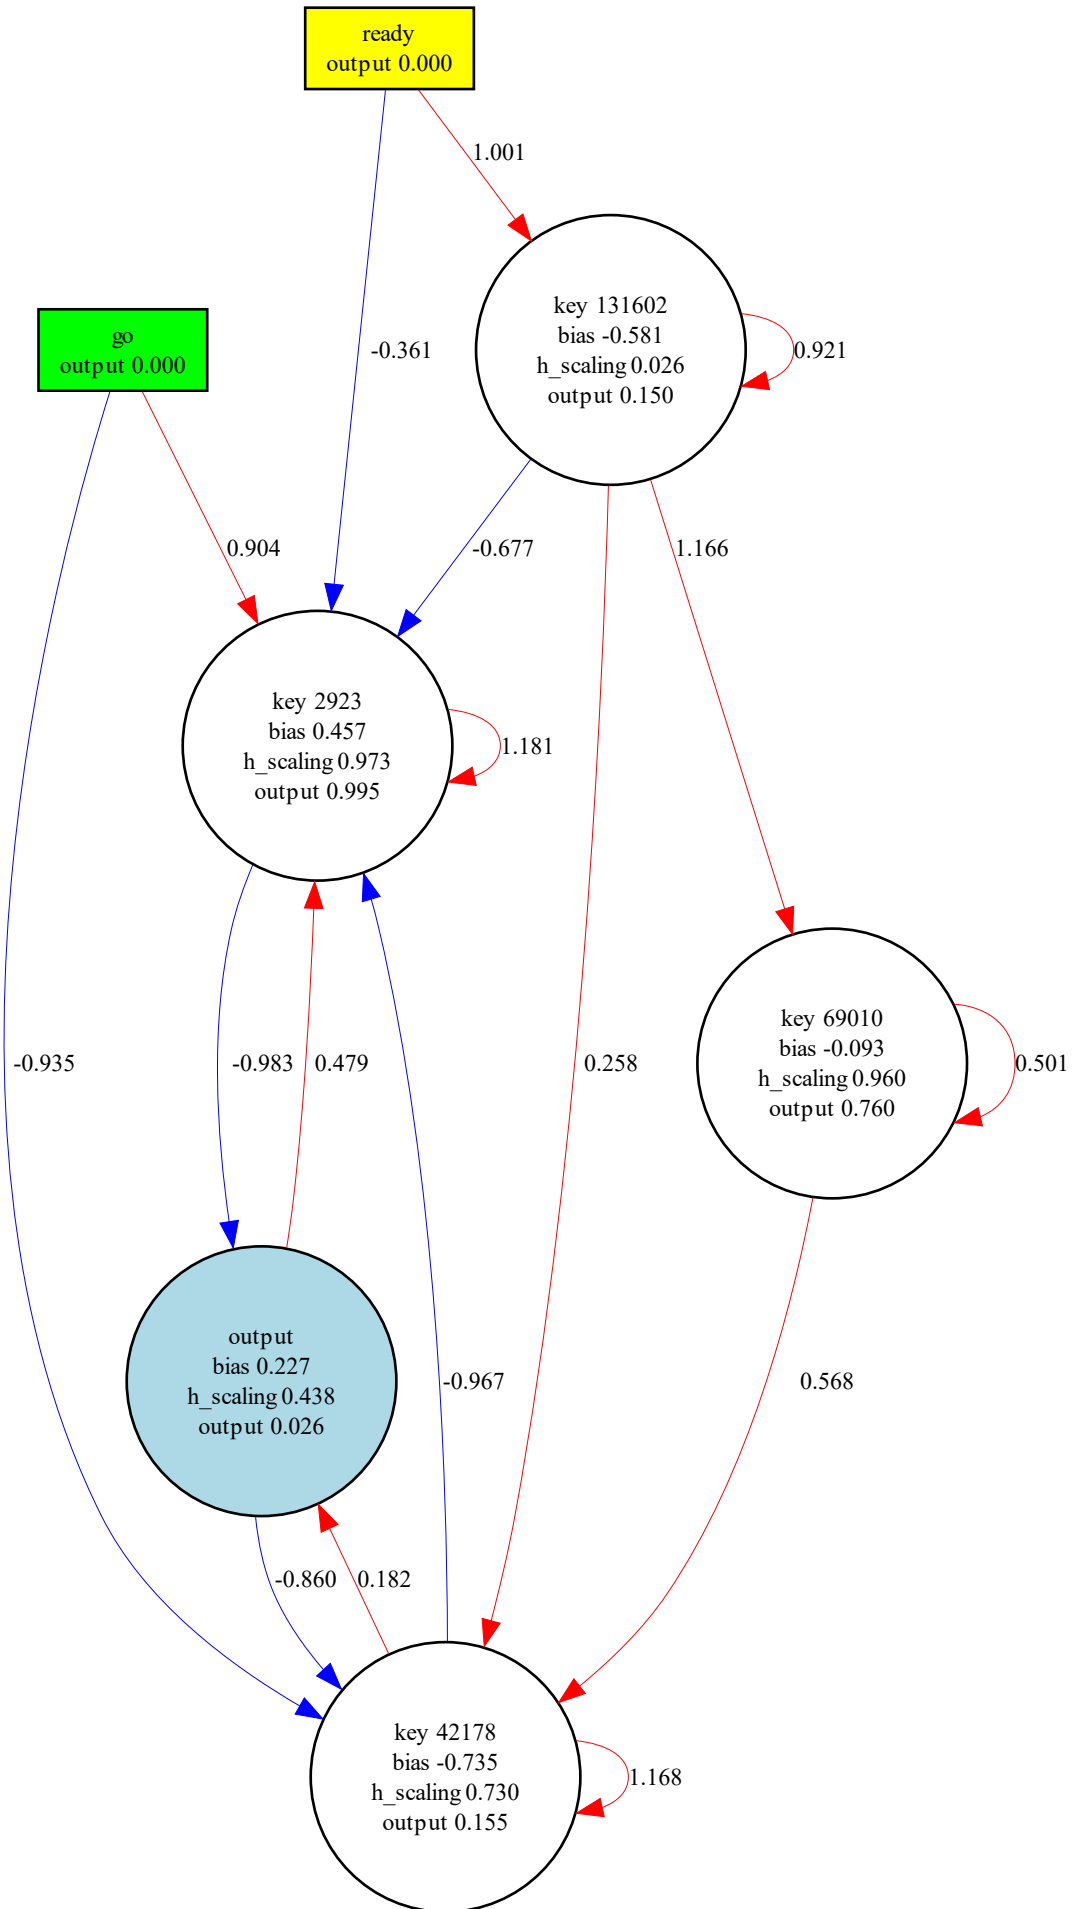 ready
output 0.000
1.001
key 131602
bias -0.581
h_scaling 0.026
output 0.150
0.921
go
output 0.000
-0.361
0.904
-0.677
1.166
key 2923
bias 0.457
h_scaling 0.973
output 0.995
1.181
key 69010
bias -0.093
h_scaling 0.960
output 0.760
0.501
-0.935
-0.983
0.479
0.258
output
bias 0.227
h_scaling 0.438
output 0.026
-0.967
0.568
-0.860
0.182
key 42178
bias -0.735
h_scaling 0.730
output 0.155
1.168